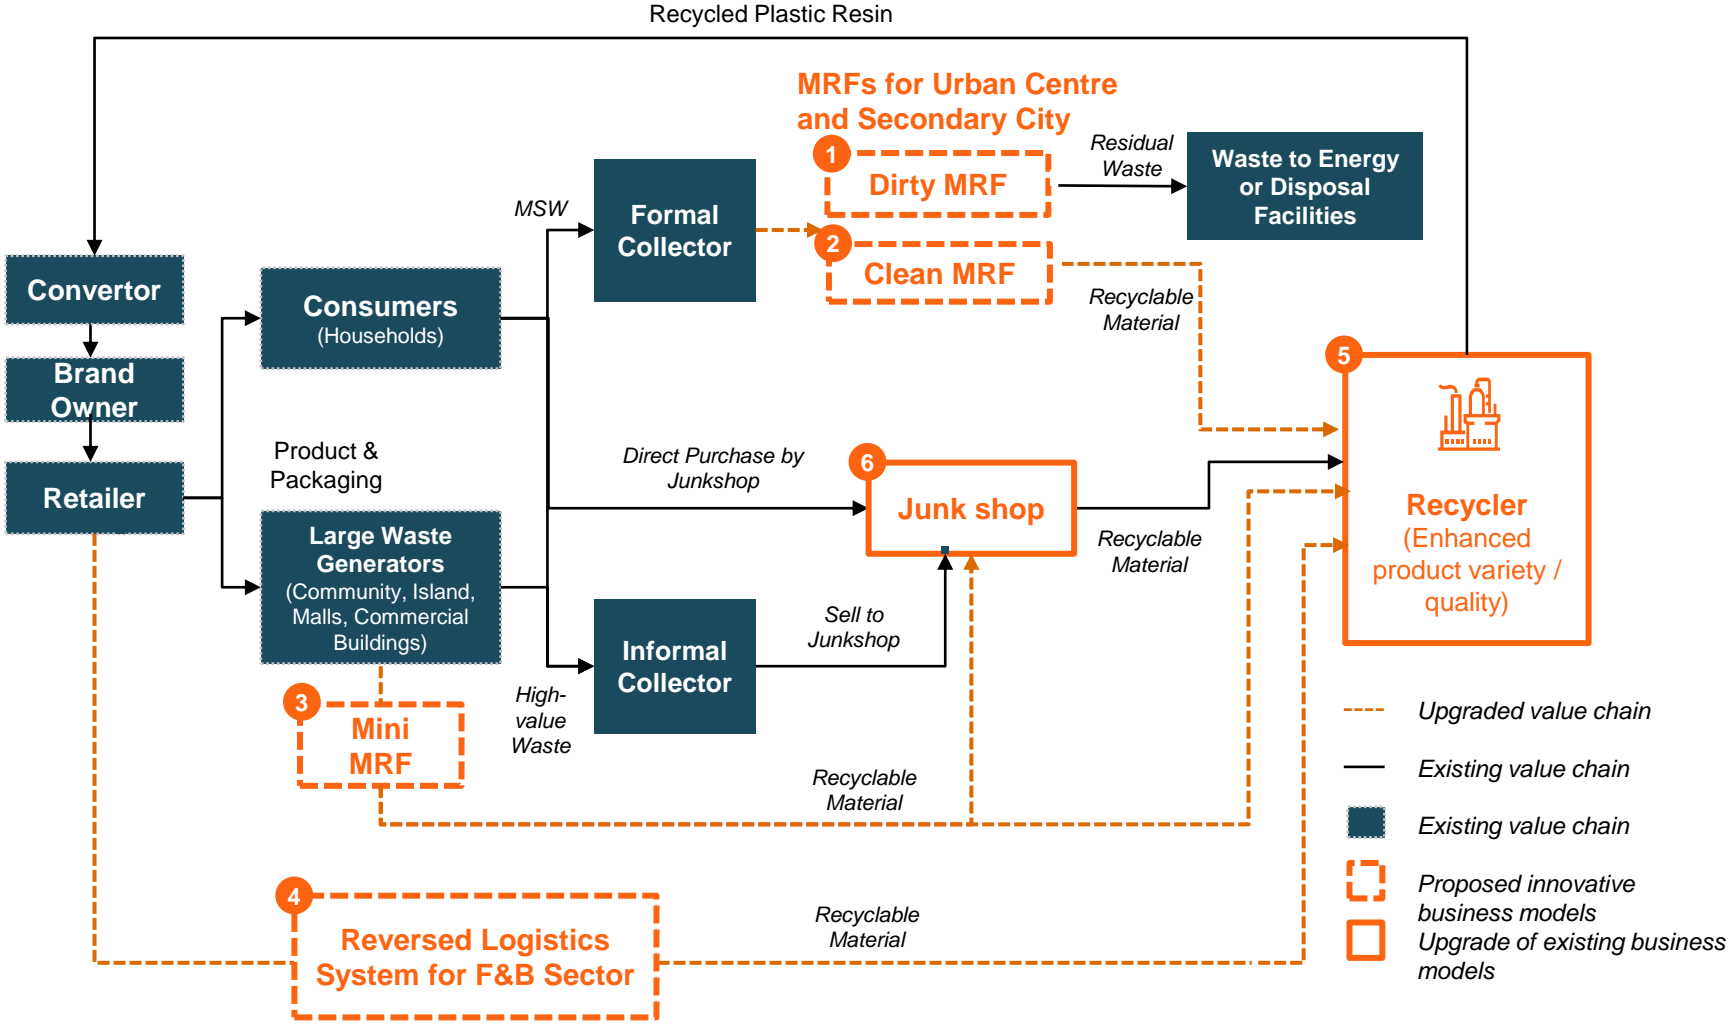 Recycled Plastic Resin
MRFs for Urban Centre
and Secondary City
1
Dirty MRF
Residual
Waste
Waste to Energy
or Disposal
Facilities
MSW
Formal
Collector
2
Clean MRF
Recyclable
Material
Convertor
Consumers
(Households)
Brand
Owner
Retailer
Product &
Packaging
Large Waste
Generators
(Community, Island,
Malls, Commercial
Buildings)
Direct Purchase by
Junkshop
6
Junk shop
Recyclable
Material
5
Recycler
(Enhanced
product variety /
quality)
Informal
Collector
Sell to
Junkshop
High-
value
Waste
3
Mini
MRF
Recyclable
Material
4
Reversed Logistics
System for F&B Sector
Recyclable
Material
Upgraded value chain
Existing value chain
Existing value chain
Proposed innovative
business models
Upgrade of existing business
models